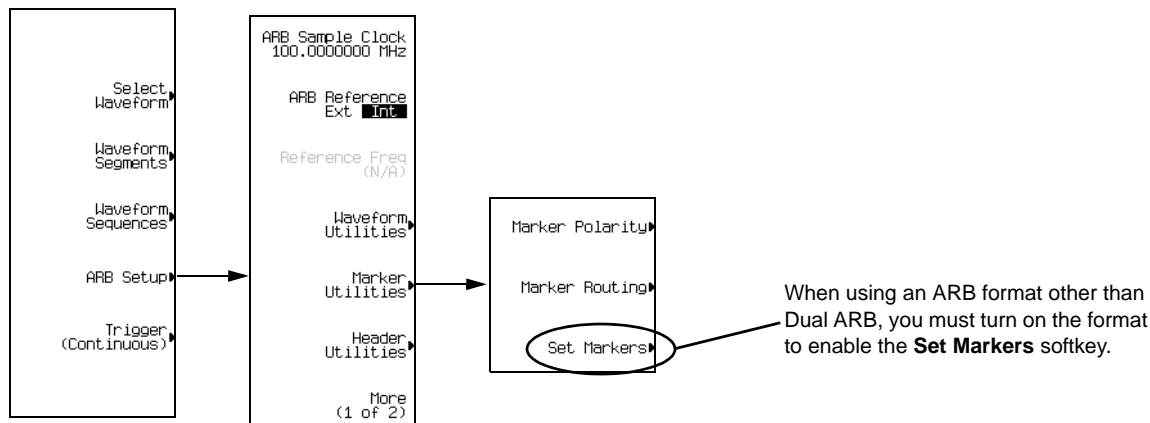 Select
Waveform
Waveform
Segments
Waveform
Sequences
ARB Setup
Trigger
(Continuous)
ARB Sample Clock
100.0000000 MHz
ARB Reference
Ext Int
Reference Freq
(N/A)
Waveform
Utilities
Marker
Utilities
Header
Utilities
More
(1 of 2)
Marker Polarity
Marker Routing
Set Markers
When using an ARB format other than
Dual ARB, you must turn on the format
to enable the Set Markers softkey.